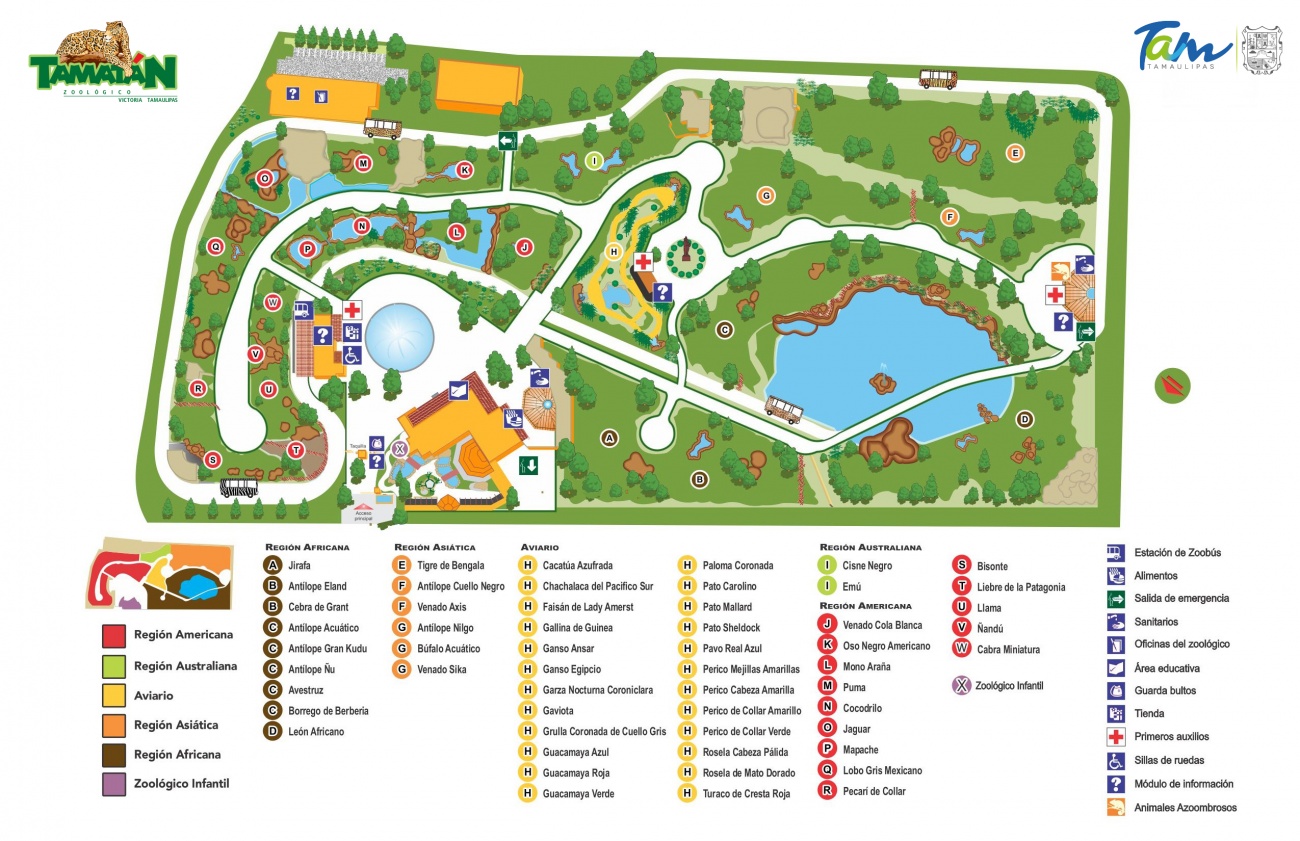 TAMATÁN
ZOOLÓGICO
VICTORIA TAMAULIPAS
Tam
TAMAULIPAS
?
O
M
K
I
E
G
F
Q
P
N
L
J
H
?
W
?
V
U
R
S
T
C
?
D
A
B
X
Taquilla
?
Acceso
principal
Región Americana
Región Australiana
Aviario
Región Asiática
Región Africana
Zoológico Infantil
REGIÓN AFRICANA
A Jirafa
B Antílope Eland
B Cebra de Grant
C Antílope Acuático
C Antílope Gran Kudu
C Antílope Ñu
C Avestruz
C Borrego de Berberia
D León Africano
REGIÓN ASIÁTICA
E Tigre de Bengala
F Antílope Cuello Negro
F Venado Axis
G Antílope Nilgo
G Búfalo Acuático
G Venado Sika
AVIARIO
H Cacatúa Azufrada
H Chachalaca del Pacifico Sur
H Faisán de Lady Amerst
H Gallina de Guinea
H Ganso Ansar
H Ganso Egipcio
H Garza Nocturna Coroniclara
H Gaviota
H Grulla Coronada de Cuello Gris
H Guacamaya Azul
H Guacamaya Roja
H Guacamaya Verde
H Paloma Coronada
H Pato Carolino
H Pato Mallard
H Pato Sheldock
H Pavo Real Azul
H Perico Mejillas Amarillas
H Perico Cabeza Amarilla
H Perico de Collar Amarillo
H Perico de Collar Verde
H Rosela Cabeza Pálida
H Rosela de Mato Dorado
H Turaco de Cresta Roja
REGIÓN AUSTRALIANA
I Cisne Negro
I Emú
REGIÓN AMERICANA
J Venado Cola Blanca
K Oso Negro Americano
L Mono Araña
M Puma
N Cocodrilo
O Jaguar
P Mapache
Q Lobo Gris Mexicano
R Pecarí de Collar
S Bisonte
T Liebre de la Patagonia
U Llama
V Ñandú
W Cabra Miniatura
X Zoológico Infantil
Estación de Zoobús
Alimentos
Salida de emergencia
Sanitarios
Oficinas del zoológico
Área educativa
Guarda bultos
Tienda
Primeros auxilios
Sillas de ruedas
? Módulo de información
Animales Azoombrosos